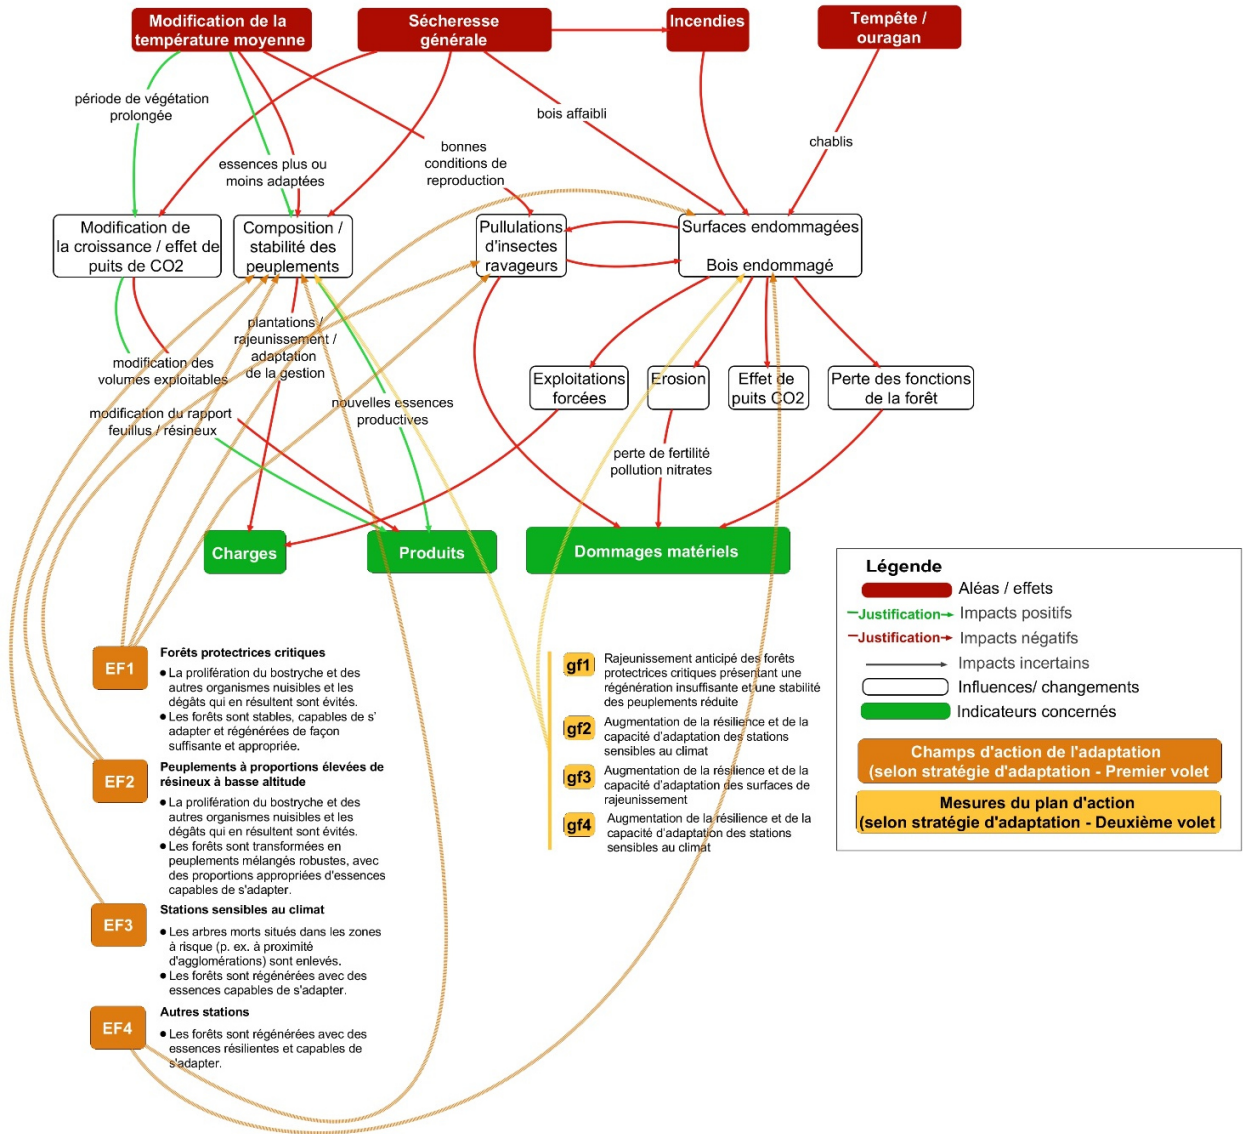 Modification de la
température moyenne
Sécheresse
générale
Incendies
Tempête /
ouragan
période de végétation
prolongée
bois affaibli
chablis
bonnes
conditions de
reproduction
essences plus ou
moins adaptées
Modification de
la croissance / effet de
puits de CO2
Composition /
stabilité des
peuplements
Pullulations
d'insectes
ravageurs
Surfaces endommagées
Bois endommagé
plantations /
rajeunissement /
adaptation
de la gestion
modification des
volumes exploitables
modification du rapport
feuillus / résineux
nouvelles essences
productives
Exploitations
forcées
Erosion
Effet de
puits CO2
Perte des fonctions
de la forêt
perte de fertilité
pollution nitrates
Charges
Produits
Dommages matériels
Légende
Aléas / effets
Justification Impacts positifs
Justification Impacts négatifs
Impacts incertains
Influences/ changements
Indicateurs concernés
Champs d'action de l'adaptation
(selon stratégie d'adaptation - Premier volet
Mesures du plan d'action
(selon stratégie d'adaptation - Deuxième volet
EF1
Forêts protectrices critiques
• La prolifération du bostryche et des
autres organismes nuisibles et les
dégâts qui en résultent sont évités.
• Les forêts sont stables, capables de s'
adapter et régénérées de façon
suffisante et appropriée.
EF2
Peuplements à proportions élevées de
résineux à basse altitude
• La prolifération du bostryche et des
autres organismes nuisibles et les
dégâts qui en résultent sont évités.
• Les forêts sont transformées en
peuplements mélangés robustes, avec
des proportions appropriées d'essences
capables de s'adapter.
EF3
Stations sensibles au climat
• Les arbres morts situés dans les zones
à risque (p. ex. à proximité
d'agglomérations) sont enlevés.
• Les forêts sont régénérées avec des
essences capables de s'adapter.
EF4
Autres stations
• Les forêts sont régénérées avec des
essences résilientes et capables de
s'adapter.
gf1
Rajeunissement anticipé des forêts
protectrices critiques présentant une
régénération insuffisante et une stabilité
des peuplements réduite
gf2
Augmentation de la résilience et de la
capacité d'adaptation des stations
sensibles au climat
gf3
Augmentation de la résilience et de la
capacité d'adaptation des surfaces de
rajeunissement
gf4
Augmentation de la résilience et de la
capacité d'adaptation des stations
sensibles au climat